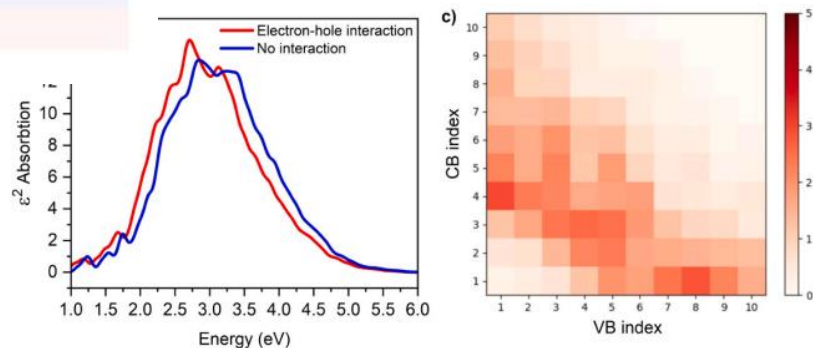 Electron-hole interaction
No interaction
12
10
8
6
4
2
0
ε² Absorbtion
1.0 1.5 2.0 2.5 3.0 3.5 4.0 4.5 5.0 5.5 6.0
Energy (eV)
c)
10
9
8
7
6
5
4
3
2
1
CB index
1 2 3 4 5 6 7 8 9 10
VB index
5
4
3
2
1
0